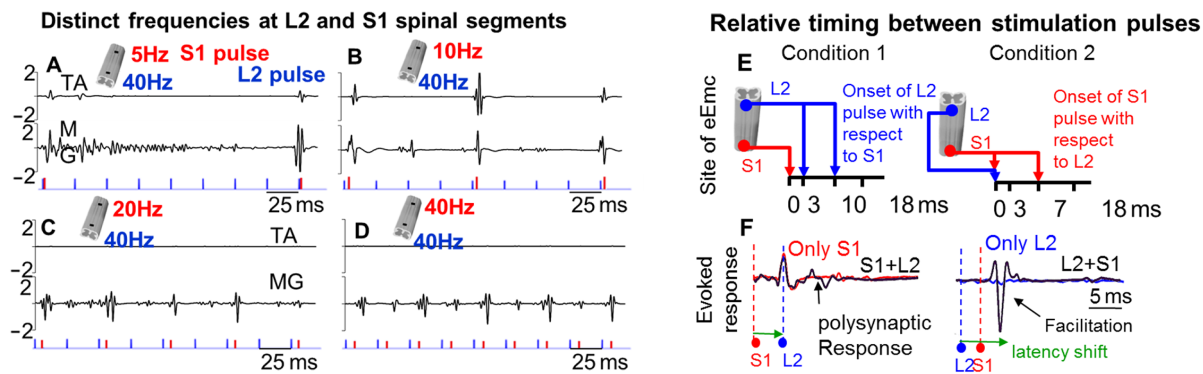 Distinct frequencies at L2 and S1 spinal segments
A
5Hz S1 pulse
L2 pulse
40Hz
2
TA
−2
2
M
G
−2
25 ms
B
10Hz
40Hz
25 ms
C
20Hz
40Hz
2
TA
−2
2
MG
−2
25 ms
D
40Hz
40Hz
25 ms
Relative timing between stimulation pulses
Condition 1
Condition 2
E
Site of eEmc
L2
S1
Onset of L2
pulse with
respect
to S1
0 3 10 18 ms
L2
S1
Onset of S1
pulse with
respect
to L2
0 3 7 18 ms
F
Evoked
response
Only S1
S1+L2
polysynaptic
Response
S1
L2
Only L2
L2+S1
5 ms
Facilitation
latency shift
L2
S1